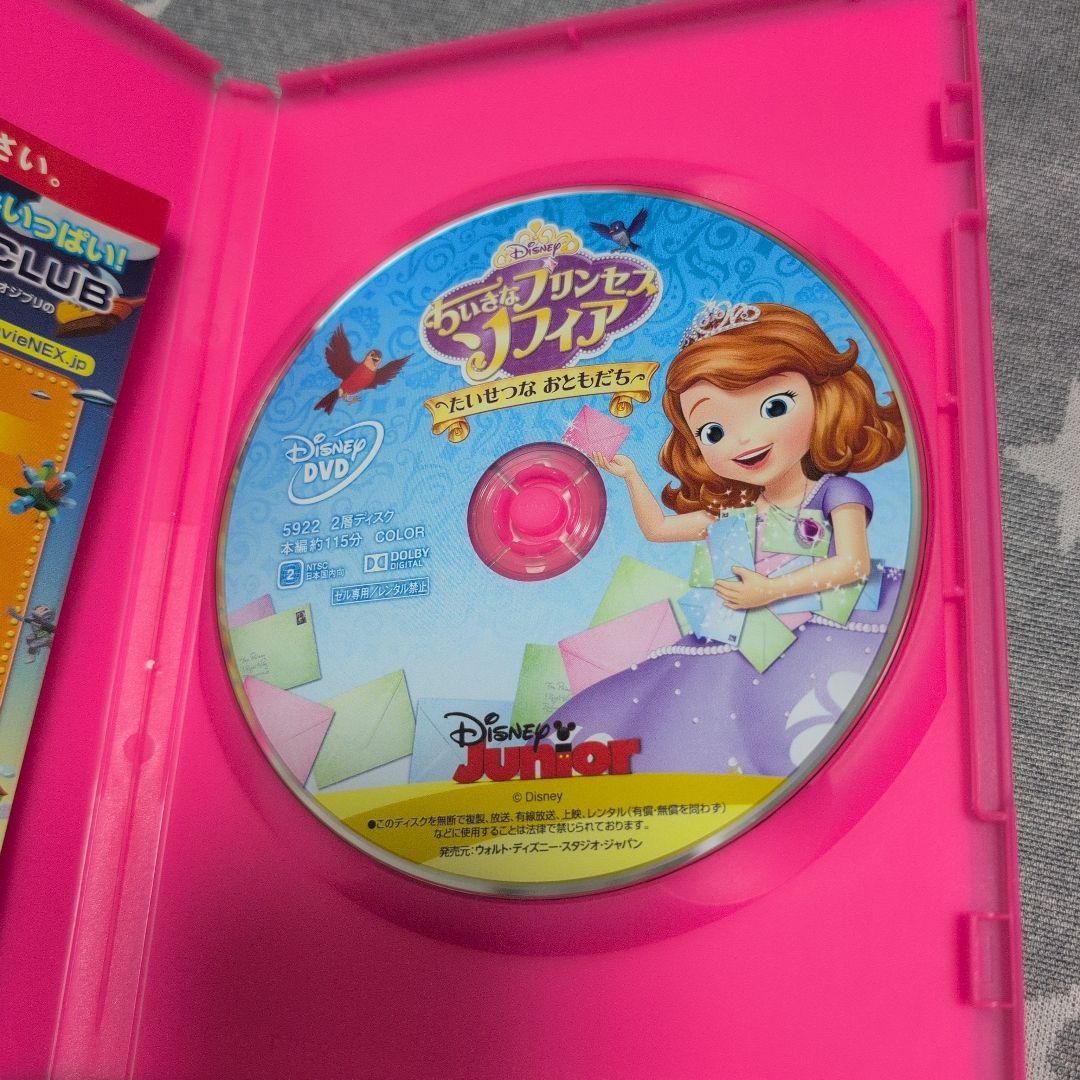 さい。
いっぱい!
CLUB
オジブリの
vieNEX.jp
Disney
ちいさなプリンセス
ソフィア
たいせつな おともだち
Disney
DVD
5922 2層ディスク
本編約115分 COLOR
2 NTSC
日本国内向
DOLBY
DIGITAL
セル専用/レンタル禁止
Disney
Junior
© Disney
●このディスクを無断で複製、放送、有線放送、上映、レンタル(有償・無償を問わず)
などに使用することは法律で禁じられております。
発売元:ウォルト・ディズニー・スタジオ・ジャパン